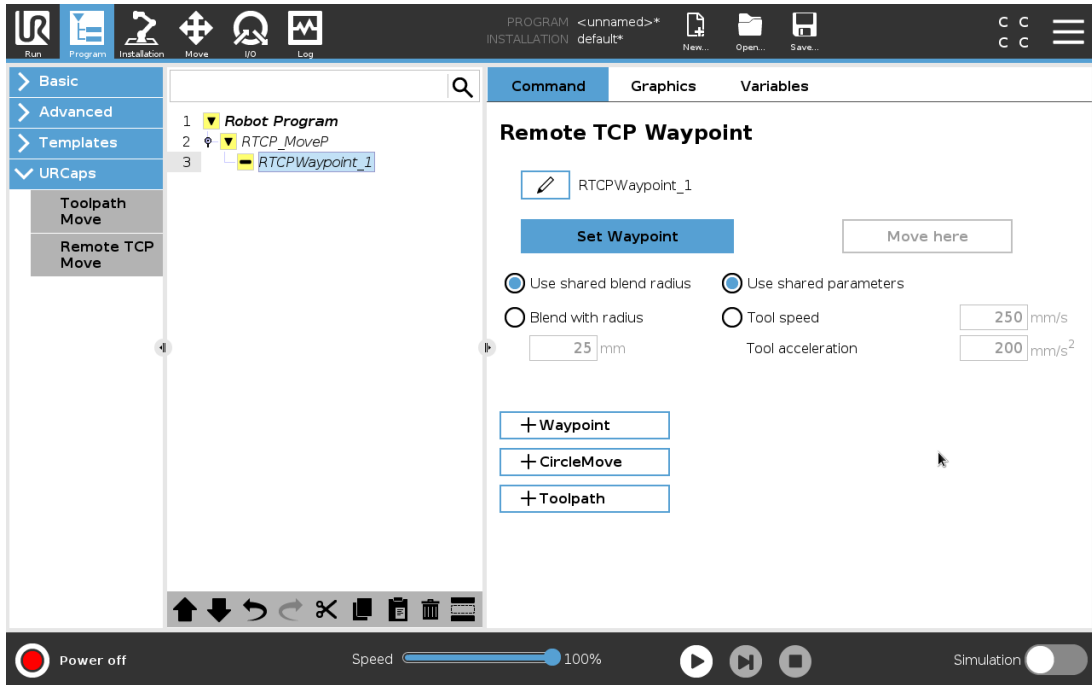 UR
Run
Program
Installation
Move
I/O
Log
PROGRAM <unnamed>*
INSTALLATION default*
New...
Open...
Save...
C C
C C
Basic
Advanced
Templates
URCaps
Toolpath
Move
Remote TCP
Move
1 Robot Program
2 RTCP_MoveP
3 RTCPWaypoint_1
Command
Graphics
Variables
Remote TCP Waypoint
RTCPWaypoint_1
Set Waypoint
Move here
Use shared blend radius
Use shared parameters
Blend with radius
Tool speed
250 mm/s
25 mm
Tool acceleration
200 mm/s²
+Waypoint
+CircleMove
+Toolpath
Power off
Speed
100%
Simulation